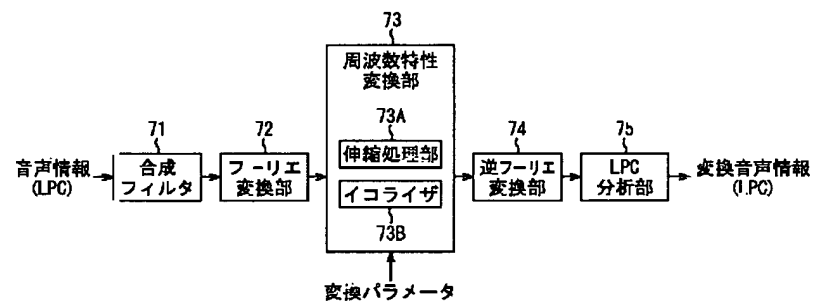 73
周波数特性
変換部
73A
伸縮処理部
イコライザ
73B
変換パラメータ
音声情報
(LPC)
71
合成
フィルタ
72
フーリエ
変換部
74
逆フーリエ
変換部
75
LPC
分析部
変換音声情報
(LPC)